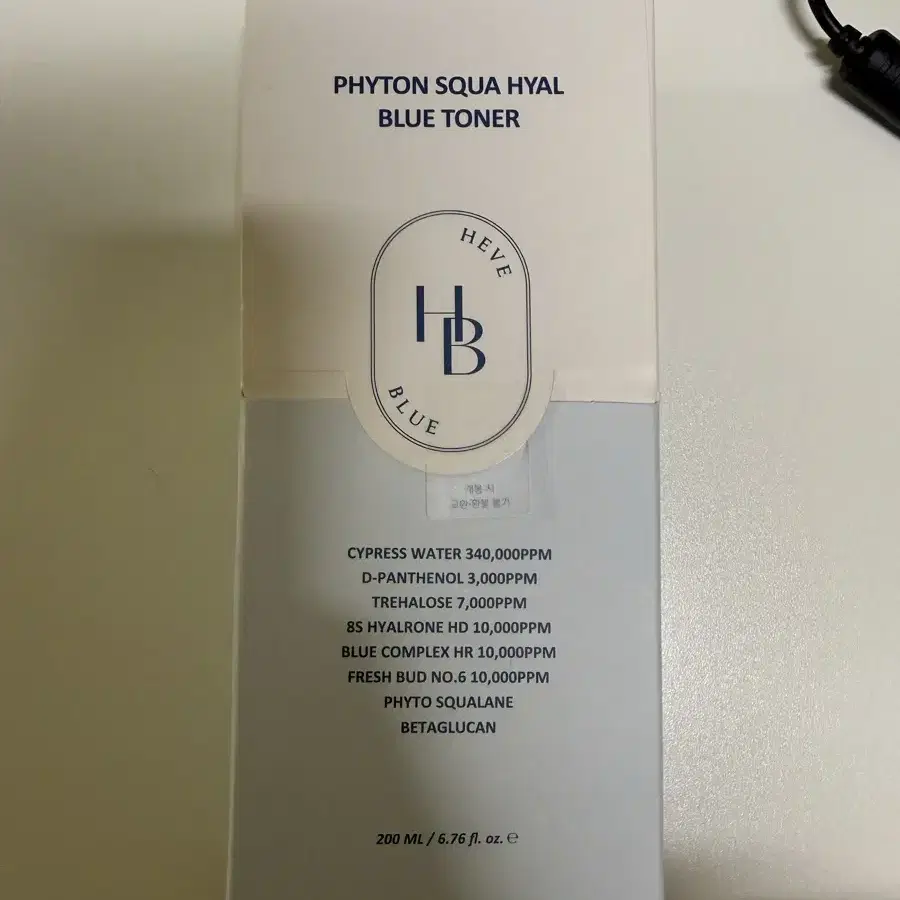 PHYTON SQUA HYAL
BLUE TONER
HEVE
HB
BLUE
개봉 시
교환·환불 불가
CYPRESS WATER 340,000PPM
D-PANTHENOL 3,000PPM
TREHALOSE 7,000PPM
8S HYALRONE HD 10,000PPM
BLUE COMPLEX HR 10,000PPM
FRESH BUD NO.6 10,000PPM
PHYTO SQUALANE
BETAGLUCAN
200 ML / 6.76 fl. oz. ℮